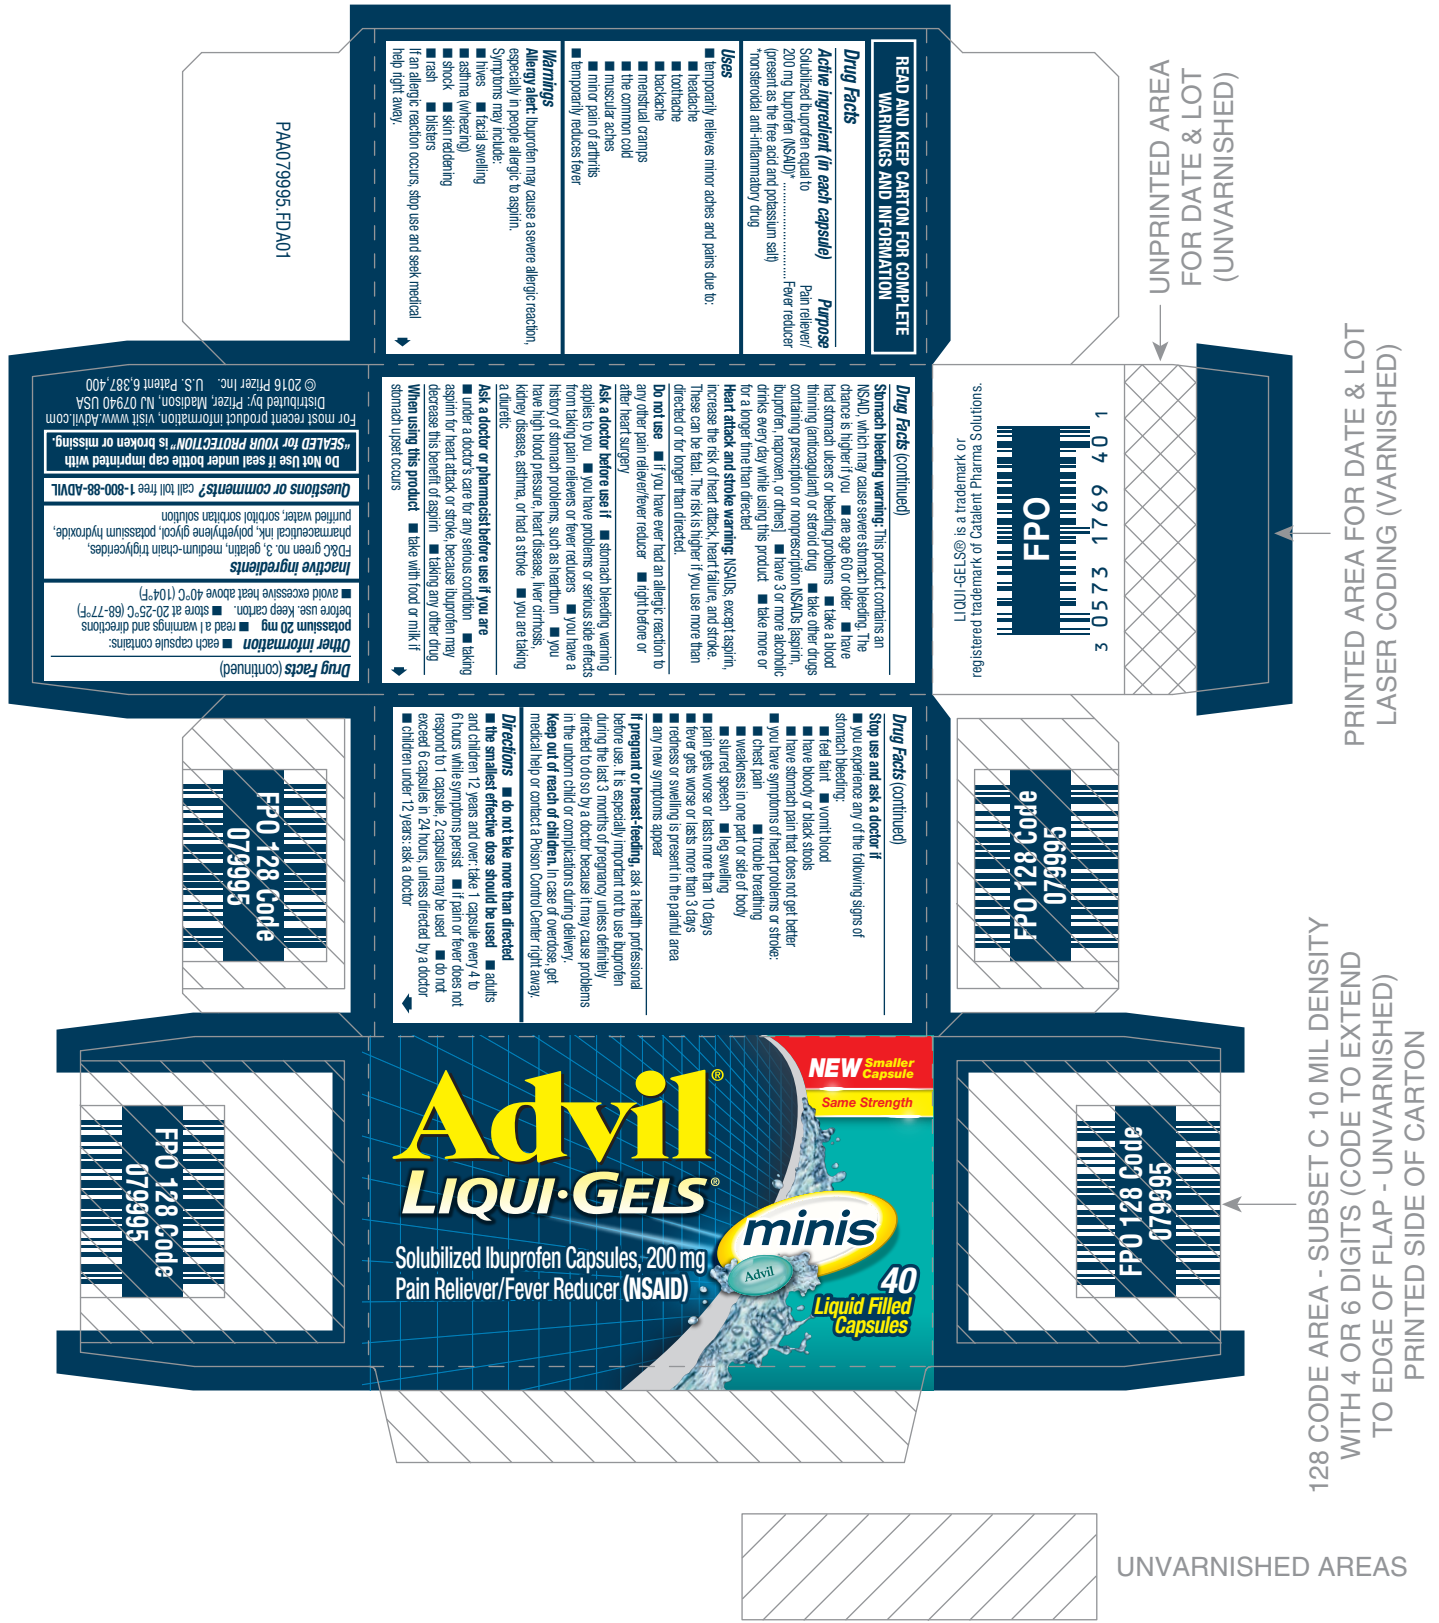 READ AND KEEP CARTON FOR COMPLETE
WARNINGS AND INFORMATION
Drug Facts
Active ingredient (in each capsule) Purpose
Solubilized ibuprofen equal to Pain reliever/
200 mg ibuprofen (NSAID)* ........................... Fever reducer
(present as the free acid and potassium salt)
*nonsteroidal anti-inflammatory drug
Uses
■ temporarily relieves minor aches and pains due to:
■ headache
■ toothache
■ backache
■ menstrual cramps
■ the common cold
■ muscular aches
■ minor pain of arthritis
■ temporarily reduces fever
Warnings
Allergy alert: Ibuprofen may cause a severe allergic reaction,
especially in people allergic to aspirin.
Symptoms may include:
■ hives ■ facial swelling
■ asthma (wheezing)
■ shock ■ skin reddening
■ rash ■ blisters
If an allergic reaction occurs, stop use and seek medical
help right away.
PAA079995.FDA01
Drug Facts (continued)
Stomach bleeding warning: This product contains an
NSAID, which may cause severe stomach bleeding. The
chance is higher if you ■ are age 60 or older ■ have
had stomach ulcers or bleeding problems ■ take a blood
thinning (anticoagulant) or steroid drug ■ take other drugs
containing prescription or nonprescription NSAIDs [aspirin,
ibuprofen, naproxen, or others] ■ have 3 or more alcoholic
drinks every day while using this product ■ take more or
for a longer time than directed
Heart attack and stroke warning: NSAIDs, except aspirin,
increase the risk of heart attack, heart failure, and stroke.
These can be fatal. The risk is higher if you use more than
directed or for longer than directed.
Do not use ■ if you have ever had an allergic reaction to
any other pain reliever/fever reducer ■ right before or
after heart surgery
Ask a doctor before use if ■ stomach bleeding warning
applies to you ■ you have problems or serious side effects
from taking pain relievers or fever reducers ■ you have a
history of stomach problems, such as heartburn ■ you
have high blood pressure, heart disease, liver cirrhosis,
kidney disease, asthma, or had a stroke ■ you are taking
a diuretic
Ask a doctor or pharmacist before use if you are
■ under a doctor's care for any serious condition ■ taking
aspirin for heart attack or stroke, because ibuprofen may
decrease this benefit of aspirin ■ taking any other drug
When using this product ■ take with food or milk if
stomach upset occurs
Drug Facts (continued)
Stop use and ask a doctor if
■ you experience any of the following signs of
stomach bleeding:
■ feel faint ■ vomit blood
■ have bloody or black stools
■ have stomach pain that does not get better
■ you have symptoms of heart problems or stroke:
■ chest pain ■ trouble breathing
■ weakness in one part or side of body
■ slurred speech ■ leg swelling
■ pain gets worse or lasts more than 10 days
■ fever gets worse or lasts more than 3 days
■ redness or swelling is present in the painful area
■ any new symptoms appear
If pregnant or breast-feeding, ask a health professional
before use. It is especially important not to use ibuprofen
during the last 3 months of pregnancy unless definitely
directed to do so by a doctor because it may cause problems
in the unborn child or complications during delivery.
Keep out of reach of children. In case of overdose, get
medical help or contact a Poison Control Center right away.
Directions ■ do not take more than directed
■ the smallest effective dose should be used ■ adults
and children 12 years and over: take 1 capsule every 4 to
6 hours while symptoms persist ■ if pain or fever does not
respond to 1 capsule, 2 capsules may be used ■ do not
exceed 6 capsules in 24 hours, unless directed by a doctor
■ children under 12 years: ask a doctor
Drug Facts (continued)
Other information ■ each capsule contains:
potassium 20 mg ■ read a l warnings and directions
before use. Keep carton. ■ store at 20-25°C (68-77°F)
■ avoid excessive heat above 40°C (104°F)
Inactive ingredients
FD&C green no. 3, gelatin, medium-chain triglycerides,
pharmaceutical ink, polyethylene glycol, potassium hydroxide,
purified water, sorbitol sorbitan solution
Questions or comments? call toll free 1-800-88-ADVIL
Do Not Use if seal under bottle cap imprinted with
"SEALED for YOUR PROTECTION" is broken or missing.
For most recent product information, visit www.Advil.com
Distributed by: Pfizer, Madison, NJ 07940 USA
© 2016 Pfizer Inc. U.S. Patent 6,387,400
LIQUI-GELS® is a trademark or
registered trademark of Catalent Pharma Solutions.
FPO
3 0573 1769 40 1
UNPRINTED AREA
FOR DATE & LOT
(UNVARNISHED)
PRINTED AREA FOR DATE & LOT
LASER CODING (VARNISHED)
FPO 128 Code
079995
FPO 128 Code
079995
FPO 128 Code
079995
FPO 128 Code
079995
NEW Smaller
Capsule
Same Strength
Advil®
LIQUI·GELS®
minis
Advil
Solubilized Ibuprofen Capsules, 200 mg
Pain Reliever/Fever Reducer (NSAID)
40
Liquid Filled
Capsules
128 CODE AREA - SUBSET C 10 MIL DENSITY
WITH 4 OR 6 DIGITS (CODE TO EXTEND
TO EDGE OF FLAP - UNVARNISHED)
PRINTED SIDE OF CARTON
UNVARNISHED AREAS